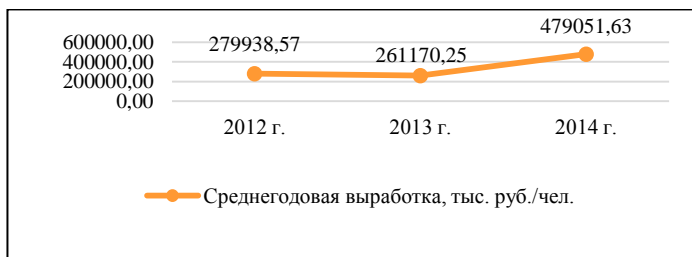 600000,00
400000,00
200000,00
0,00
279938,57
261170,25
479051,63
2012 г.
2013 г.
2014 г.
Среднегодовая выработка, тыс. руб./чел.